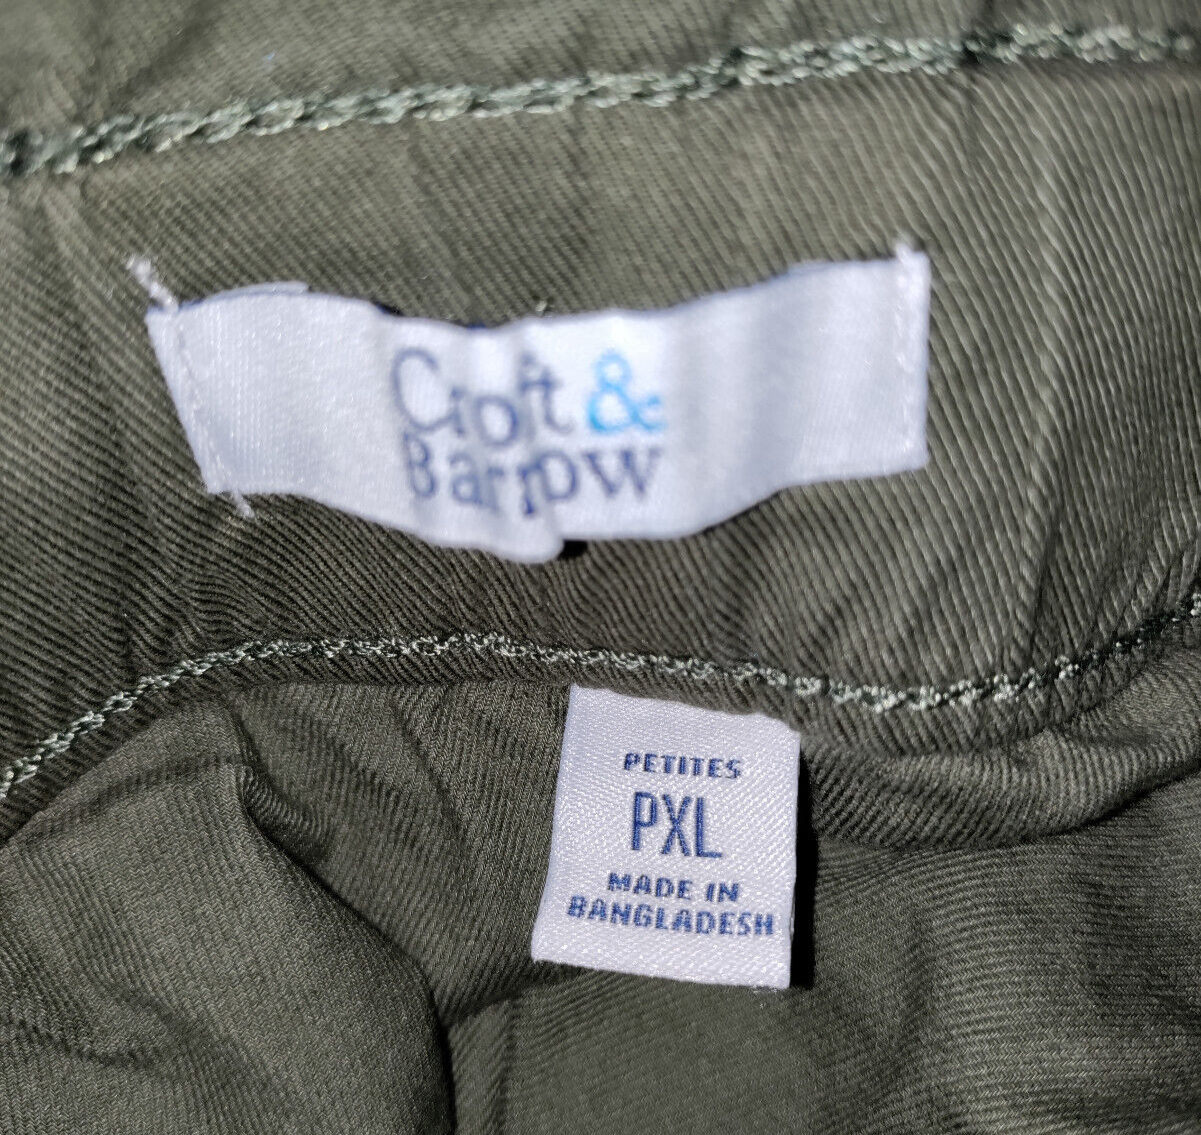 Croft &
Barrow
PETITES
PXL
MADE IN
BANGLADESH